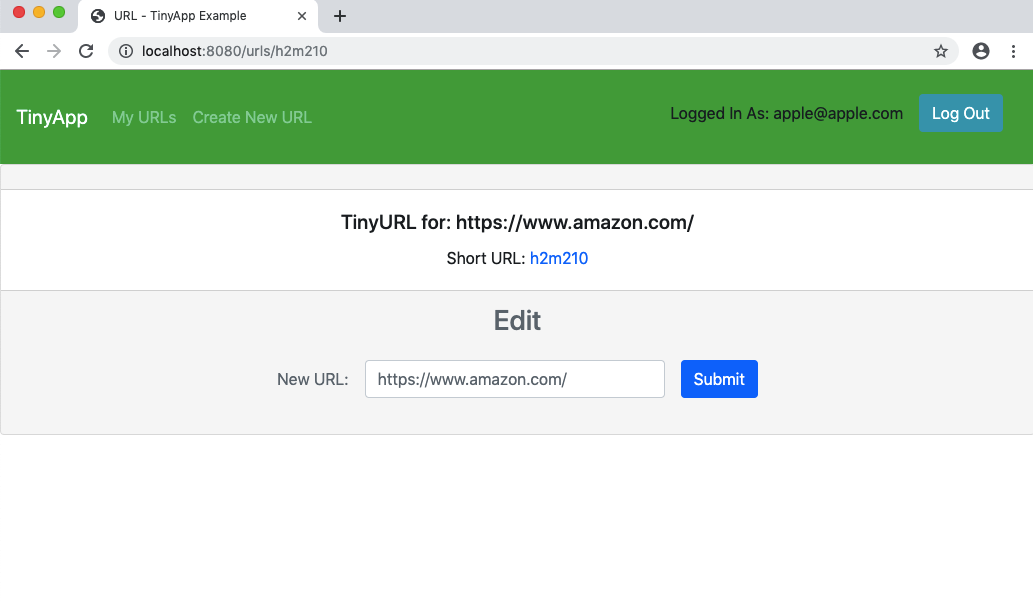 URL - TinyApp Example
localhost:8080/urls/h2m210
TinyApp My URLs Create New URL Logged In As: apple@apple.com Log Out
TinyURL for: https://www.amazon.com/
Short URL: h2m210
Edit
New URL: https://www.amazon.com/ Submit